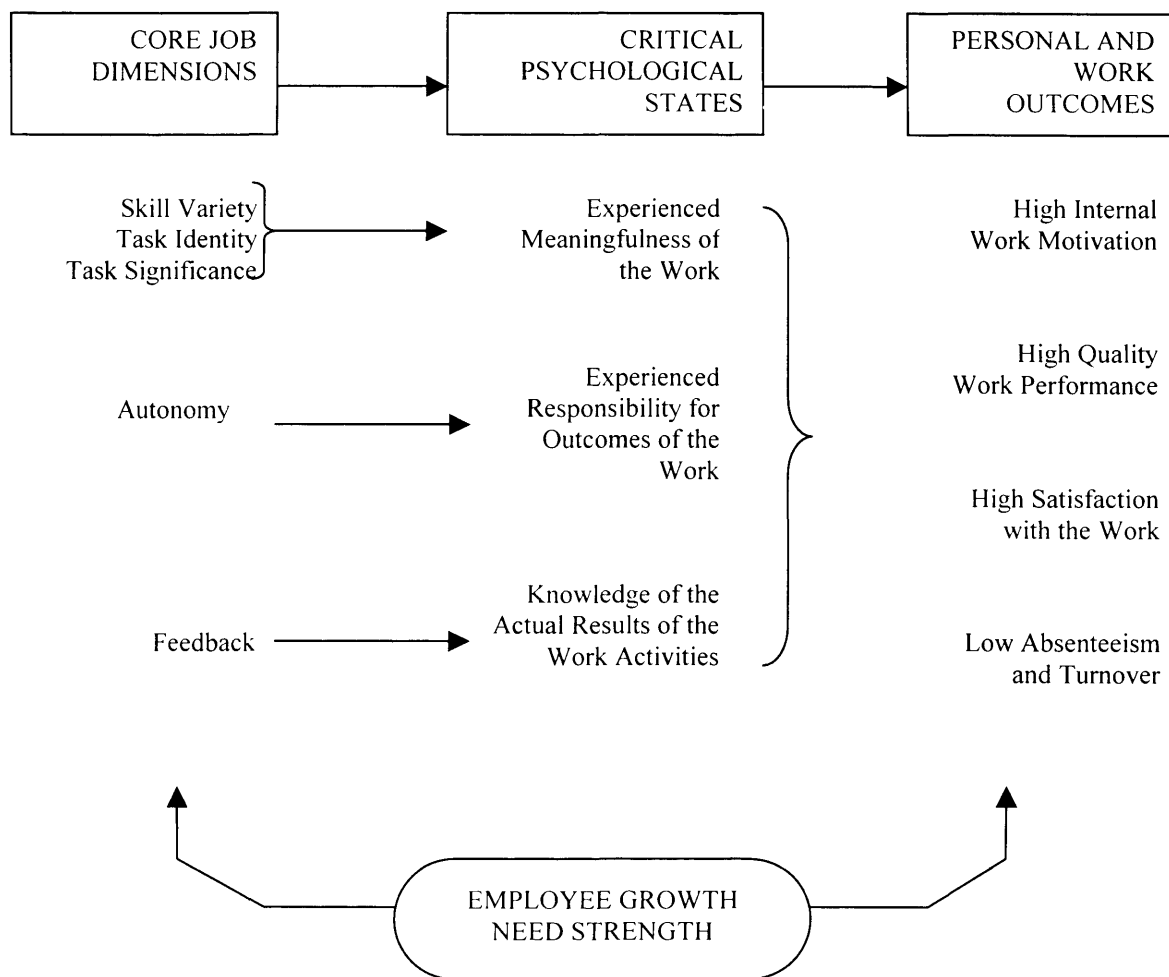 CORE JOB
DIMENSIONS
CRITICAL
PSYCHOLOGICAL
STATES
PERSONAL AND
WORK
OUTCOMES
Skill Variety
Task Identity
Task Significance
Experienced
Meaningfulness of
the Work
High Internal
Work Motivation
Autonomy
Experienced
Responsibility for
Outcomes of the
Work
High Quality
Work Performance
High Satisfaction
with the Work
Feedback
Knowledge of the
Actual Results of the
Work Activities
Low Absenteeism
and Turnover
EMPLOYEE GROWTH
NEED STRENGTH